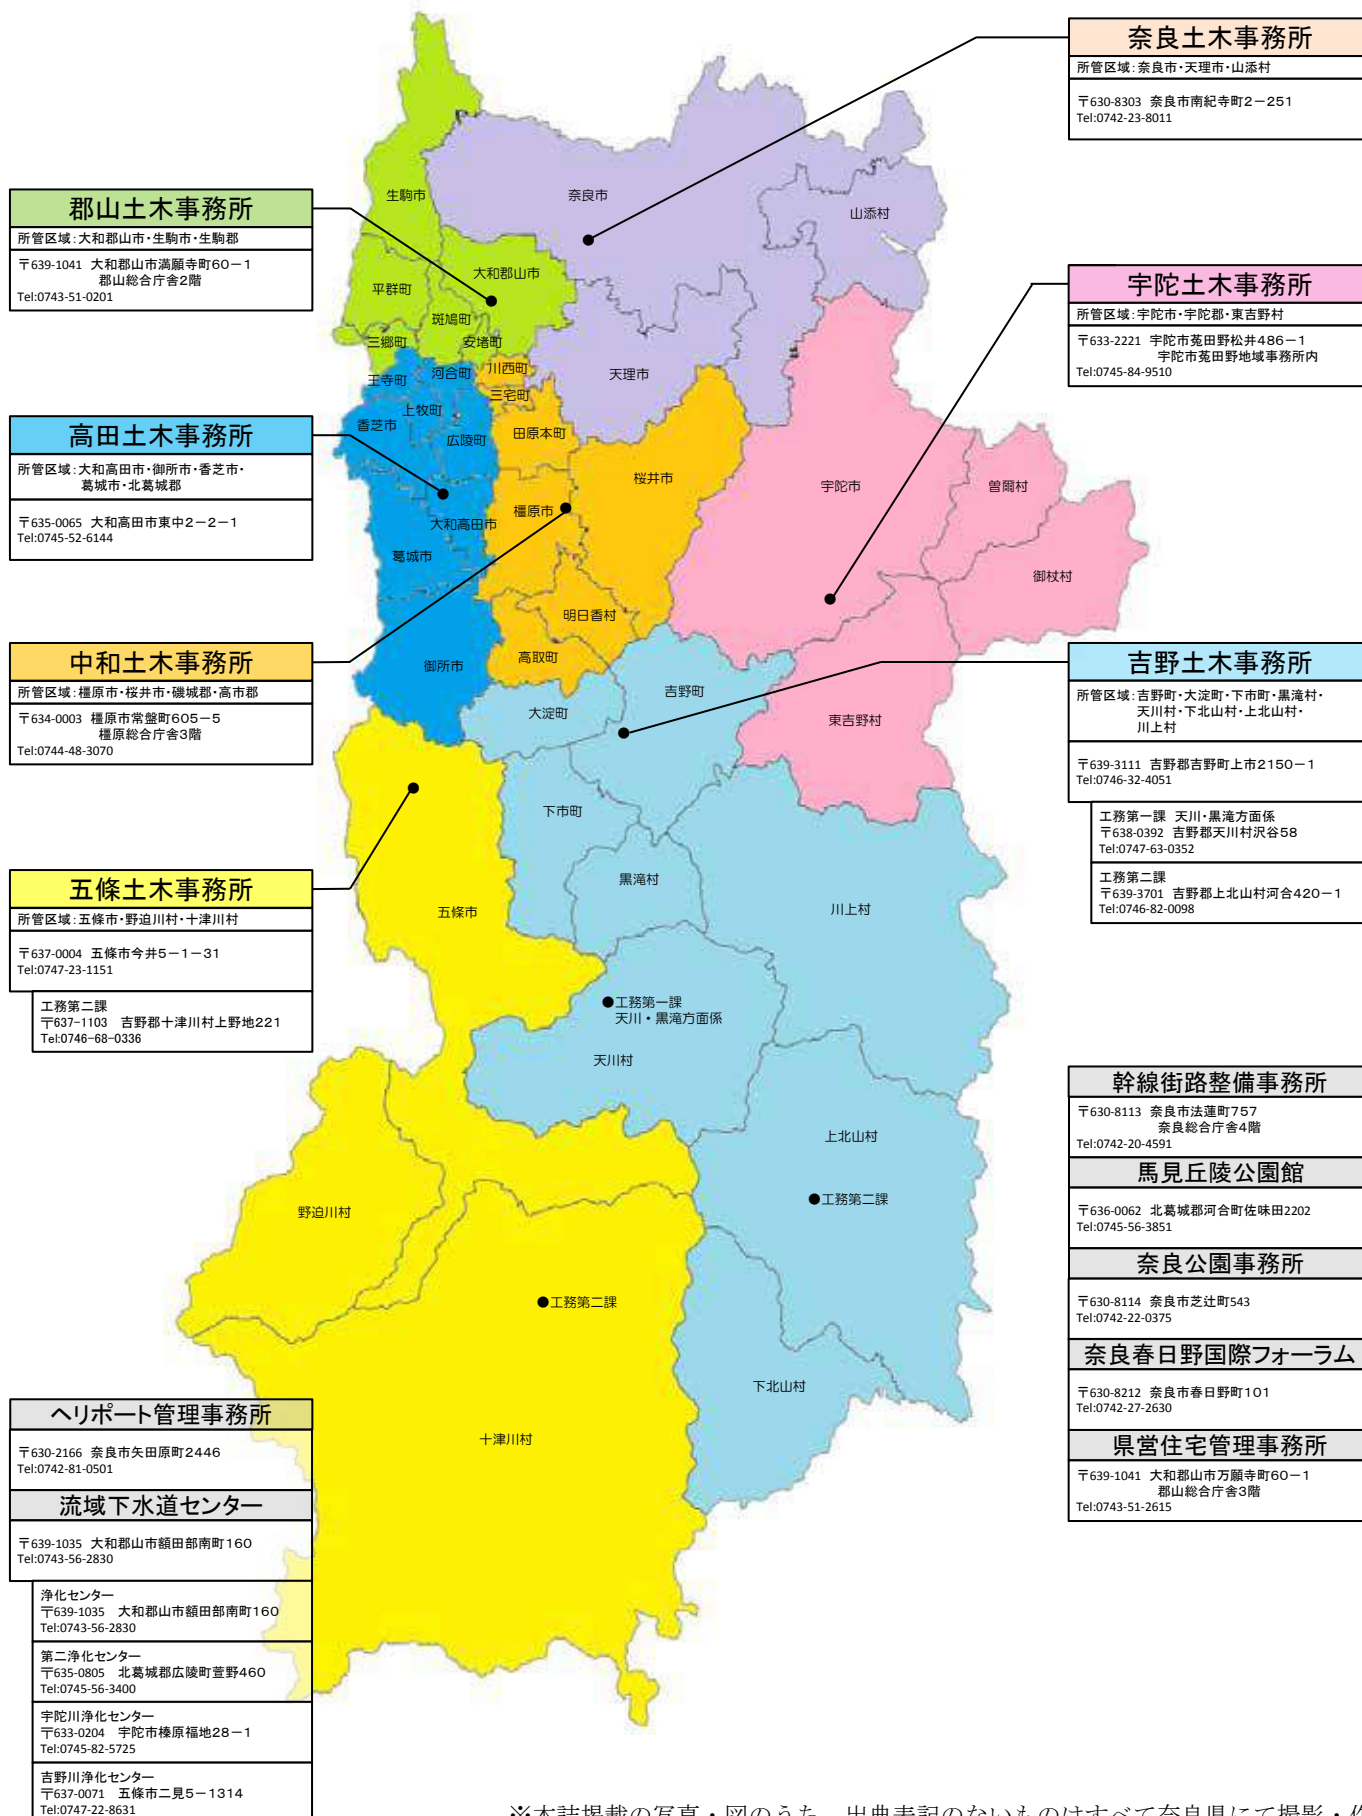 奈良土木事務所
所管区域：奈良市・天理市・山添村
〒630-8303 奈良市南紀寺町2－251
Tel:0742-23-8011
郡山土木事務所
所管区域：大和郡山市・生駒市・生駒郡
〒639-1041 大和郡山市満願寺町60－1
郡山総合庁舎2階
Tel:0743-51-0201
宇陀土木事務所
所管区域：宇陀市・宇陀郡・東吉野村
〒633-2221 宇陀市菟田野松井486－1
宇陀市菟田野地域事務所内
Tel:0745-84-9510
高田土木事務所
所管区域：大和高田市・御所市・香芝市・
葛城市・北葛城郡
〒635-0065 大和高田市東中2－2－1
Tel:0745-52-6144
中和土木事務所
所管区域：橿原市・桜井市・磯城郡・高市郡
〒634-0003 橿原市常盤町605－5
橿原総合庁舎3階
Tel:0744-48-3070
吉野土木事務所
所管区域：吉野町・大淀町・下市町・黒滝村・
天川村・下北山村・上北山村・
川上村
〒639-3111 吉野郡吉野町上市2150－1
Tel:0746-32-4051
工務第一課 天川・黒滝方面係
〒638-0392 吉野郡天川村沢谷58
Tel:0747-63-0352
工務第二課
〒639-3701 吉野郡上北山村河合420－1
Tel:0746-82-0098
五條土木事務所
所管区域：五條市・野迫川村・十津川村
〒637-0004 五條市今井5－1－31
Tel:0747-23-1151
工務第二課
〒637-1103 吉野郡十津川村上野地221
Tel:0746-68-0336
生駒市
奈良市
山添村
大和郡山市
平群町
斑鳩町
三郷町
安堵町
天理市
王寺町
河合町
川西町
三宅町
上牧町
香芝市
広陵町
田原本町
桜井市
宇陀市
曽爾村
大和高田市
橿原市
葛城市
御杖村
明日香村
高取町
御所市
吉野町
大淀町
東吉野村
下市町
黒滝村
川上村
五條市
工務第一課
天川・黒滝方面係
天川村
上北山村
工務第二課
野迫川村
工務第二課
下北山村
十津川村
幹線街路整備事務所
〒630-8113 奈良市法蓮町757
奈良総合庁舎4階
Tel:0742-20-4591
馬見丘陵公園館
〒636-0062 北葛城郡河合町佐味田2202
Tel:0745-56-3851
奈良公園事務所
〒630-8114 奈良市芝辻町543
Tel:0742-22-0375
奈良春日野国際フォーラム
〒630-8212 奈良市春日野町101
Tel:0742-27-2630
県営住宅管理事務所
〒639-1041 大和郡山市万願寺町60－1
郡山総合庁舎3階
Tel:0743-51-2615
ヘリポート管理事務所
〒630-2166 奈良市矢田原町2446
Tel:0742-81-0501
流域下水道センター
〒639-1035 大和郡山市額田部南町160
Tel:0743-56-2830
浄化センター
〒639-1035 大和郡山市額田部南町160
Tel:0743-56-2830
第二浄化センター
〒635-0805 北葛城郡広陵町萱野460
Tel:0745-56-3400
宇陀川浄化センター
〒633-0204 宇陀市榛原福地28－1
Tel:0745-82-5725
吉野川浄化センター
〒637-0071 五條市二見5－1314
Tel:0747-22-8631
※本誌掲載の写真・図のうち、出典表記のないものはすべて奈良県にて撮影・